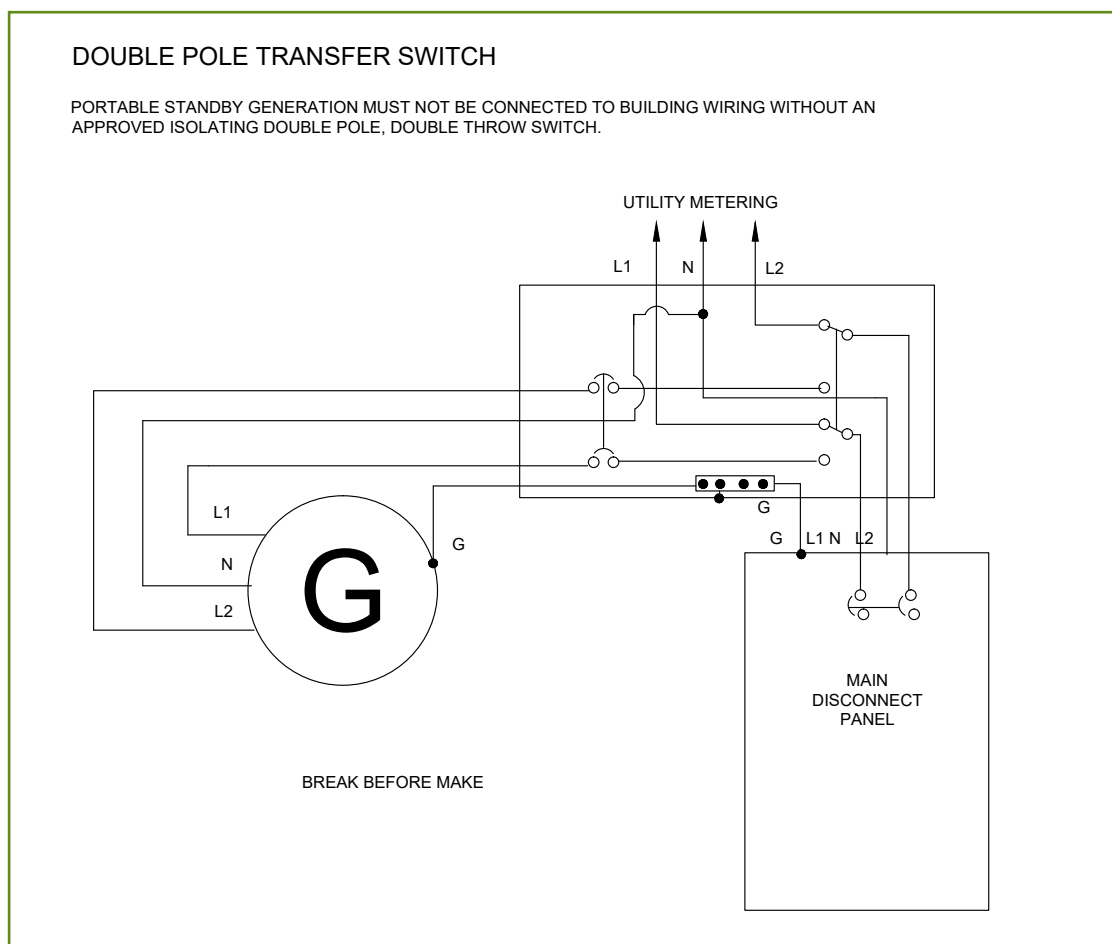 DOUBLE POLE TRANSFER SWITCH
PORTABLE STANDBY GENERATION MUST NOT BE CONNECTED TO BUILDING WIRING WITHOUT AN
APPROVED ISOLATING DOUBLE POLE, DOUBLE THROW SWITCH.
UTILITY METERING
L1 N L2
G
G L1 N L2
L1
G
N
L2
G
MAIN
DISCONNECT
PANEL
BREAK BEFORE MAKE